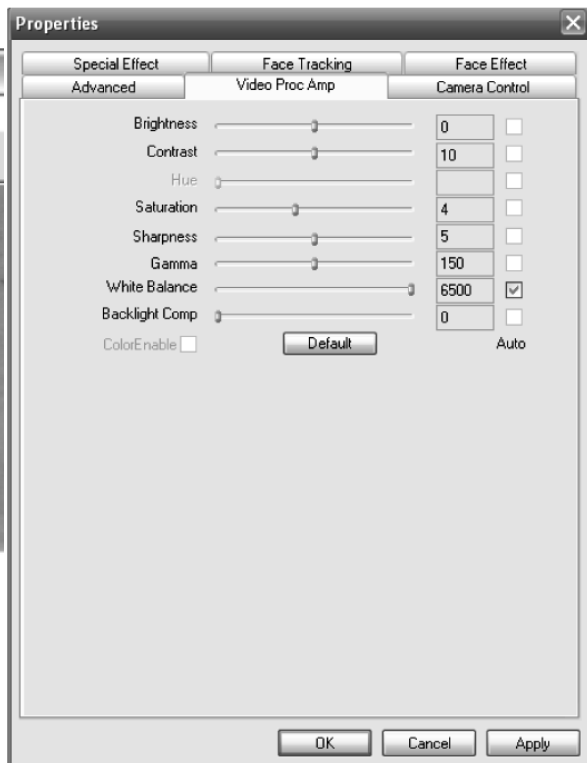 Properties
Special Effect Face Tracking Face Effect
Advanced Video Proc Amp Camera Control
Brightness 0
Contrast 10
Hue
Saturation 4
Sharpness 5
Gamma 150
White Balance 6500
Backlight Comp 0
ColorEnable Default Auto
OK Cancel Apply